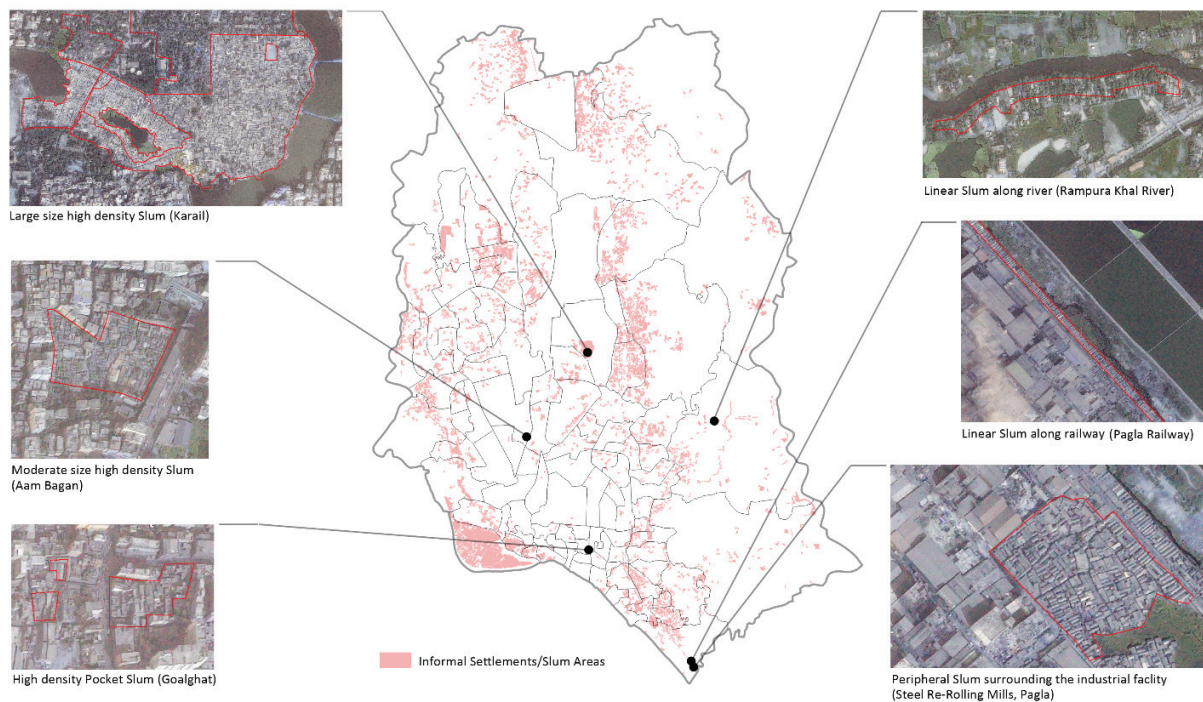 Large size high density Slum (Karail)
Moderate size high density Slum
(Aam Bagan)
High density Pocket Slum (Goalghat)
Informal Settlements/Slum Areas
Linear Slum along river (Rampura Khal River)
Linear Slum along railway (Pagla Railway)
Peripheral Slum surrounding the industrial faclity
(Steel Re-Rolling Mills, Pagla)